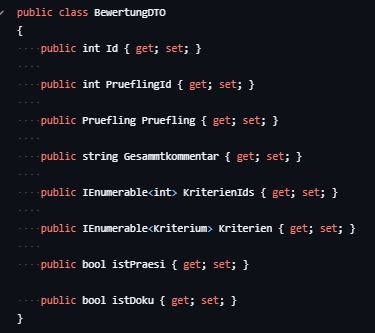 public class BewertungDTO
{
public int Id { get; set; }
public int PrueflingId { get; set; }
public Pruefling Pruefling { get; set; }
public string Gesammtkommentar { get; set; }
public IEnumerable<int> KriterienIds { get; set; }
public IEnumerable<Kriterium> Kriterien { get; set; }
public bool istPraesi { get; set; }
public bool istDoku { get; set; }
}